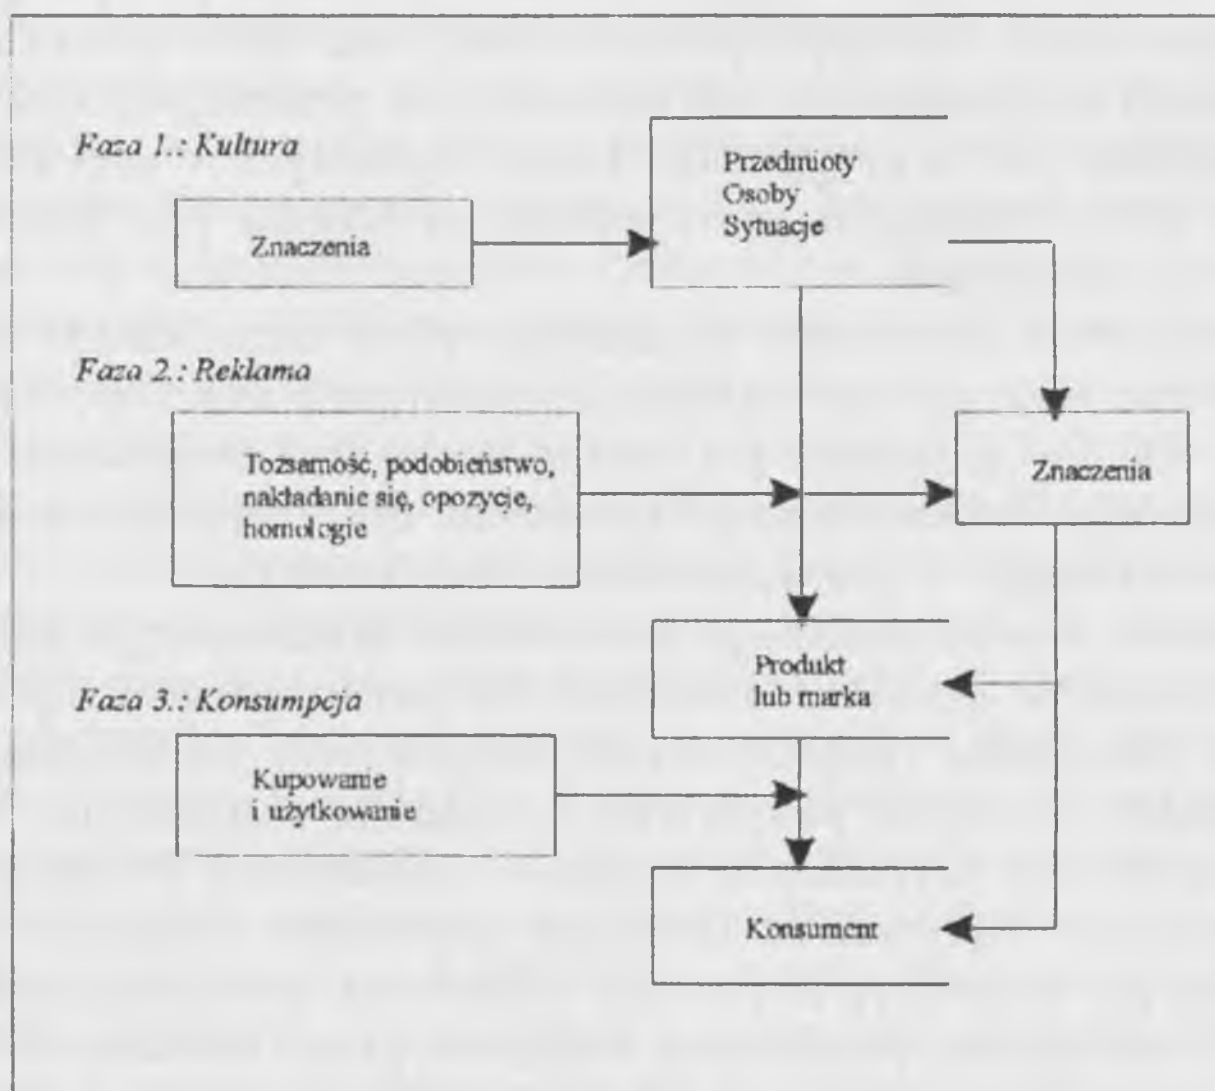 Faza 1.: Kultura
Przedmioty
Osoby
Sytuacje
Znaczenia
Faza 2.: Reklama
Tożsamość, podobieństwo,
nakładanie się, opozycje,
homologie
Znaczenia
Produkt
lub marka
Faza 3.: Konsumpcja
Kupowanie
i użytkowanie
Konsument